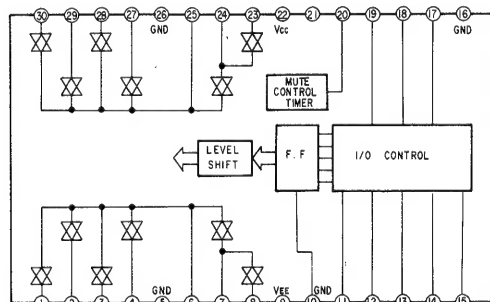 30 29 28 27 26 25 24 23 22 21 20 19 18 17 16
GND Vcc GND
MUTE
CONTROL
TIMER
LEVEL
SHIFT
F.F
I/O CONTROL
GND VEE GND
1 2 3 4 5 6 7 8 9 10 11 12 13 14 15